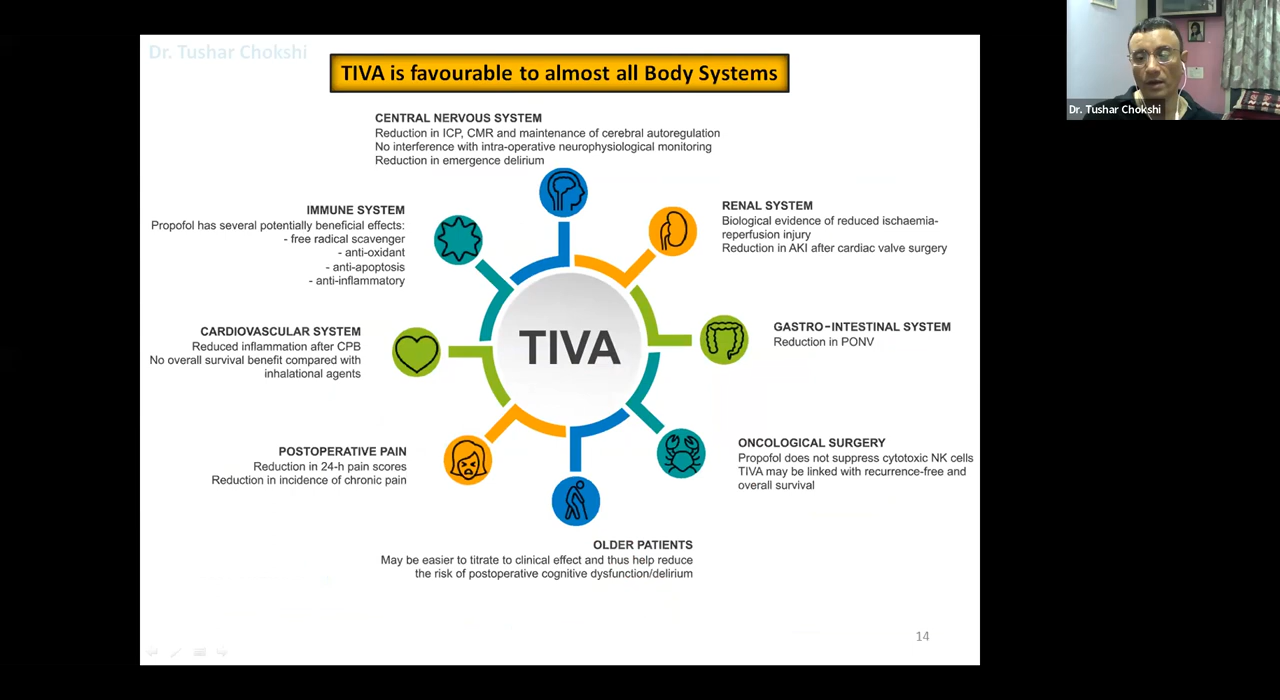 Dr. Tushar Chokshi
TIVA is favourable to almost all Body Systems
Dr. Tushar Chokshi
CENTRAL NERVOUS SYSTEM
Reduction in ICP, CMR and maintenance of cerebral autoregulation
No interference with intra-operative neurophysiological monitoring
Reduction in emergence delirium
IMMUNE SYSTEM
Propofol has several potentially beneficial effects:
- free radical scavenger
- anti-oxidant
- anti-apoptosis
- anti-inflammatory
RENAL SYSTEM
Biological evidence of reduced ischaemia-
reperfusion injury
Reduction in AKI after cardiac valve surgery
CARDIOVASCULAR SYSTEM
Reduced inflammation after CPB
No overall survival benefit compared with
inhalational agents
TIVA
GASTRO-INTESTINAL SYSTEM
Reduction in PONV
POSTOPERATIVE PAIN
Reduction in 24-h pain scores
Reduction in incidence of chronic pain
ONCOLOGICAL SURGERY
Propofol does not suppress cytotoxic NK cells
TIVA may be linked with recurrence-free and
overall survival
OLDER PATIENTS
May be easier to titrate to clinical effect and thus help reduce
the risk of postoperative cognitive dysfunction/delirium
14